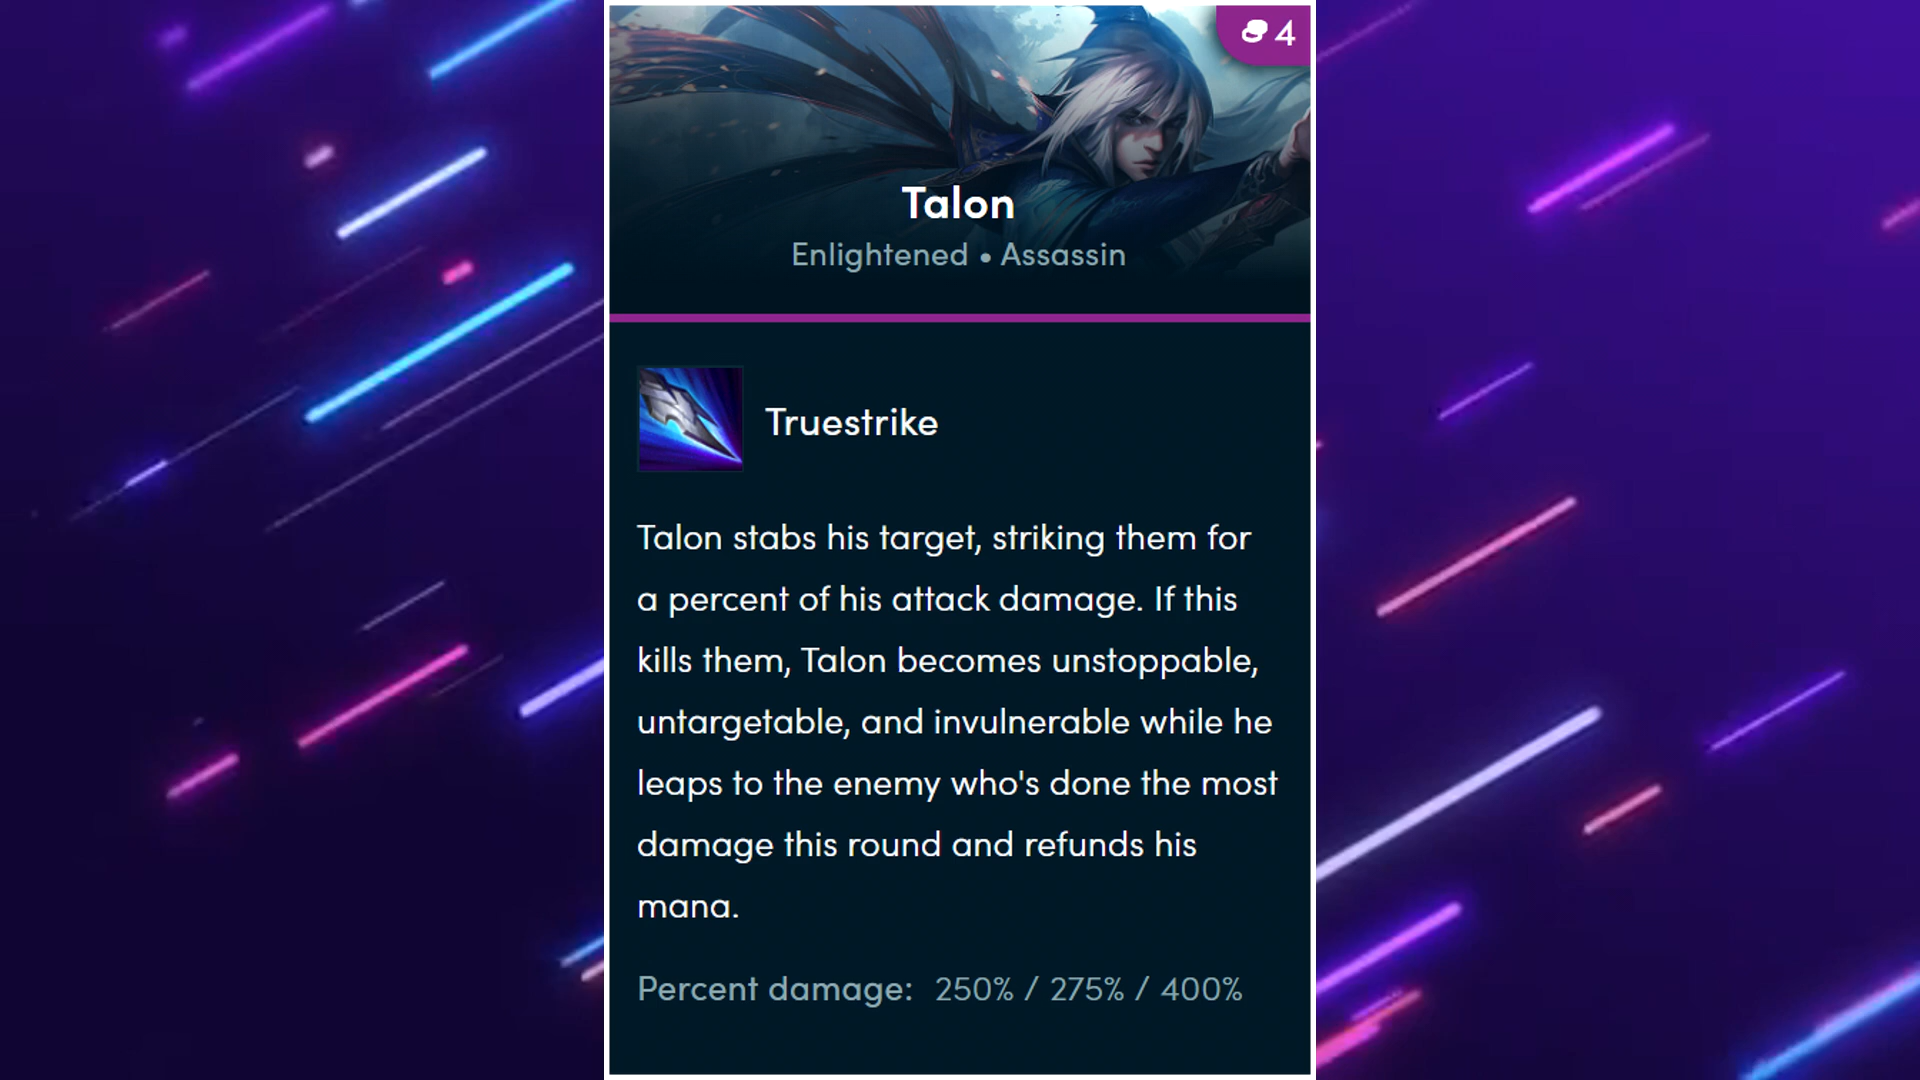 4
Talon
Enlightened • Assassin
Truestrike
Talon stabs his target, striking them for
a percent of his attack damage. If this
kills them, Talon becomes unstoppable,
untargetable, and invulnerable while he
leaps to the enemy who's done the most
damage this round and refunds his
mana.
Percent damage: 250% / 275% / 400%